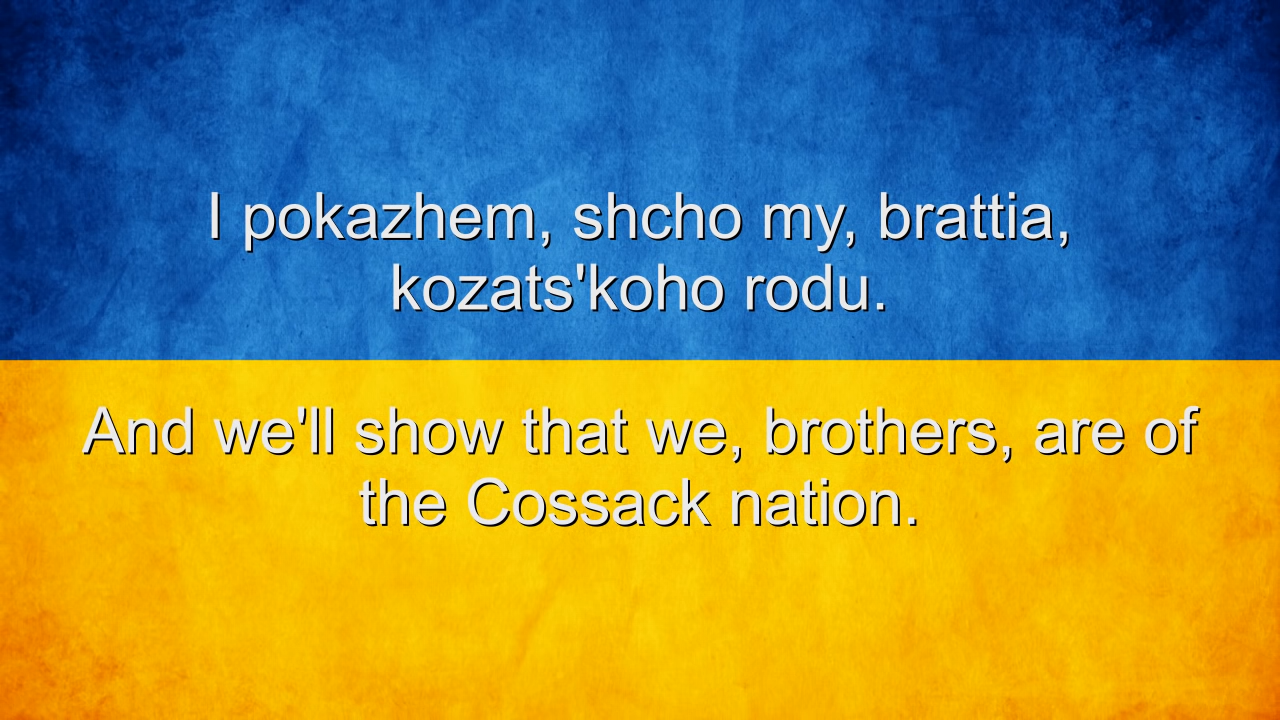 I pokazhem, shcho my, brattia,
kozats'koho rodu.
And we'll show that we, brothers, are of
the Cossack nation.